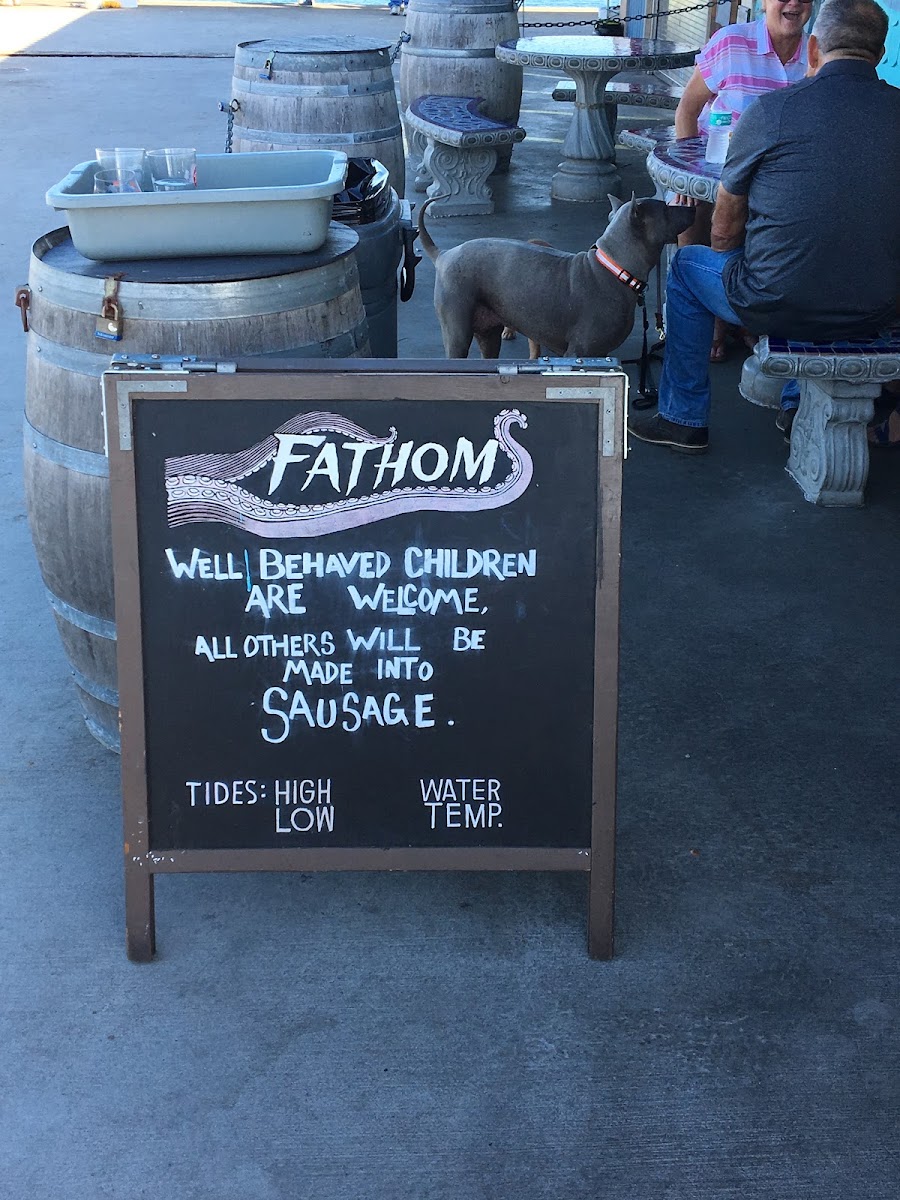 FATHOM
WELL BEHAVED CHILDREN
ARE WELCOME,
ALL OTHERS WILL BE
MADE INTO
SAUSAGE.
TIDES: HIGH
LOW
WATER
TEMP.